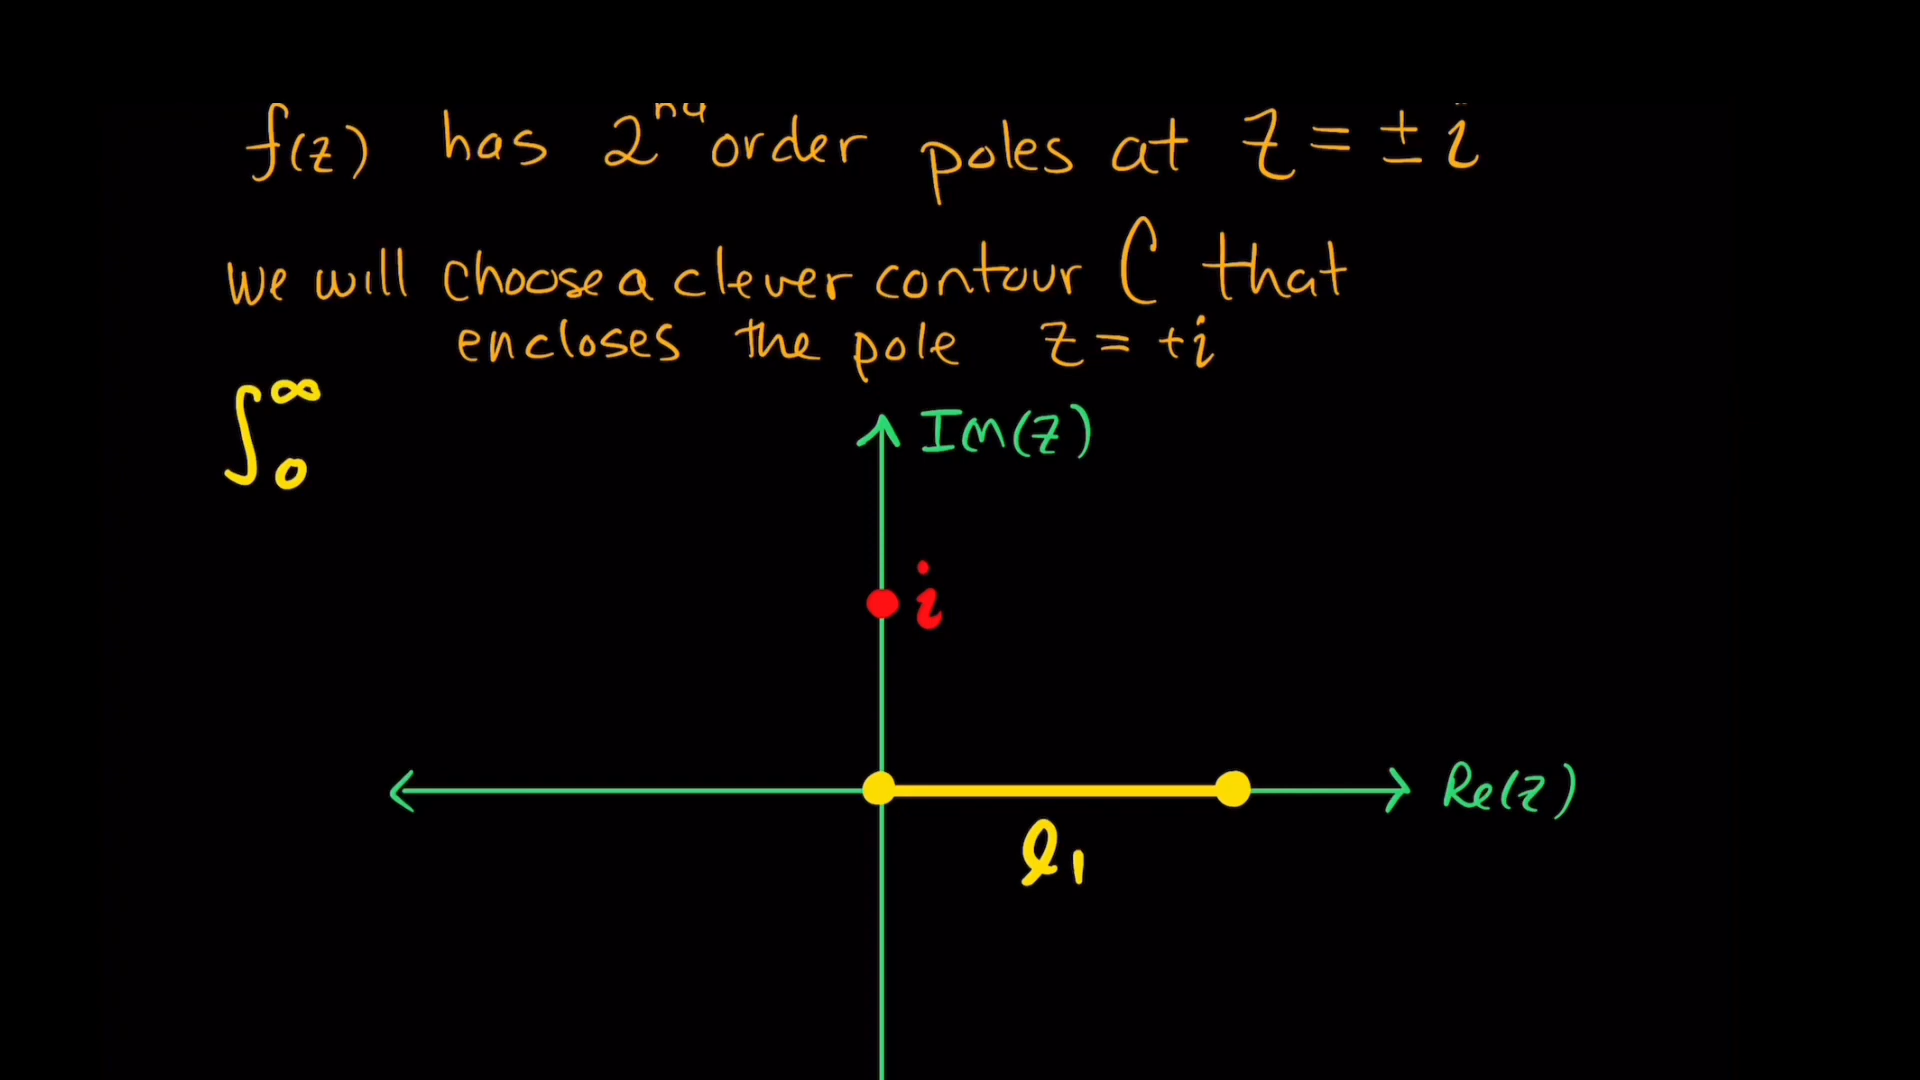 f(z) has 2nd order poles at z = ± i
We will choose a clever contour C that
encloses the pole z = +i
∫₀^∞
Im(z)
i
Re(z)
l₁